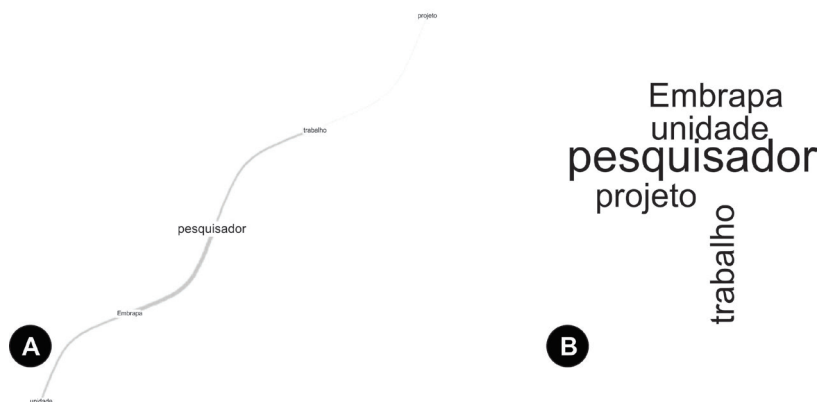 projeto
trabalho
pesquisador
Embrapa
unidade
A
Embrapa
unidade
pesquisador
projeto
trabalho
B